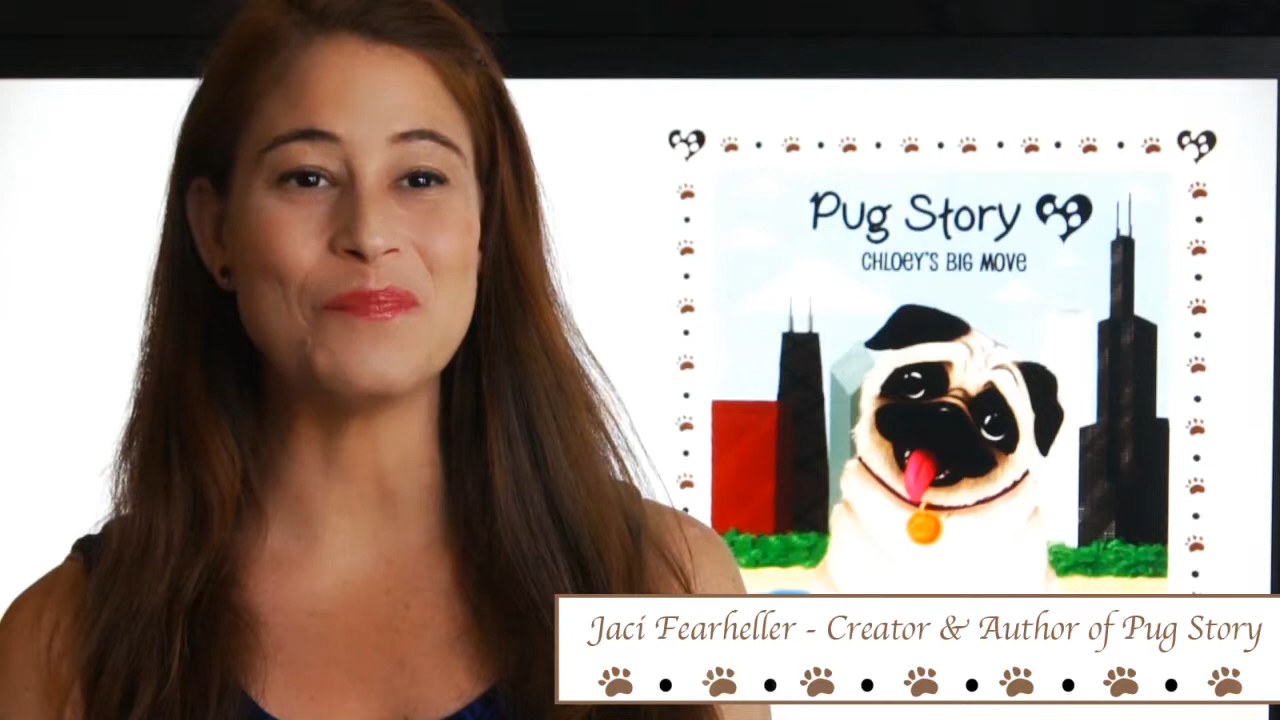 Pug Story
CHLOEY'S BIG MOVE
Jaci Fearheller - Creator & Author of Pug Story